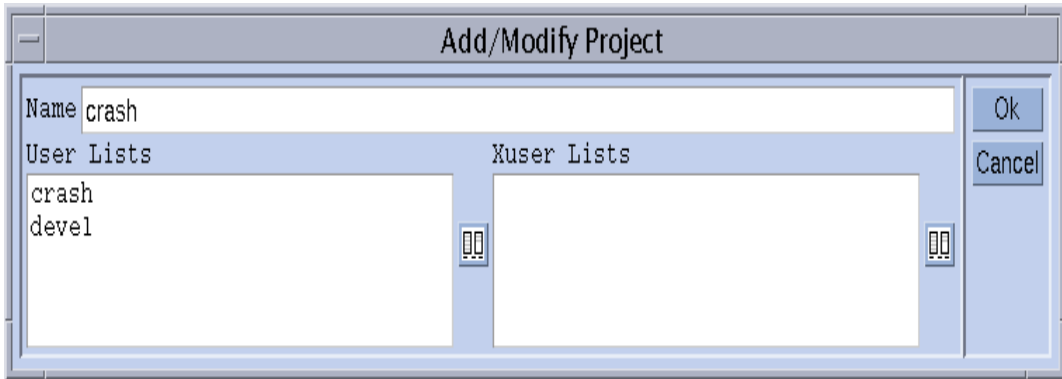 Add/Modify Project
Name crash
Ok
User Lists
Xuser Lists
Cancel
crash
devel